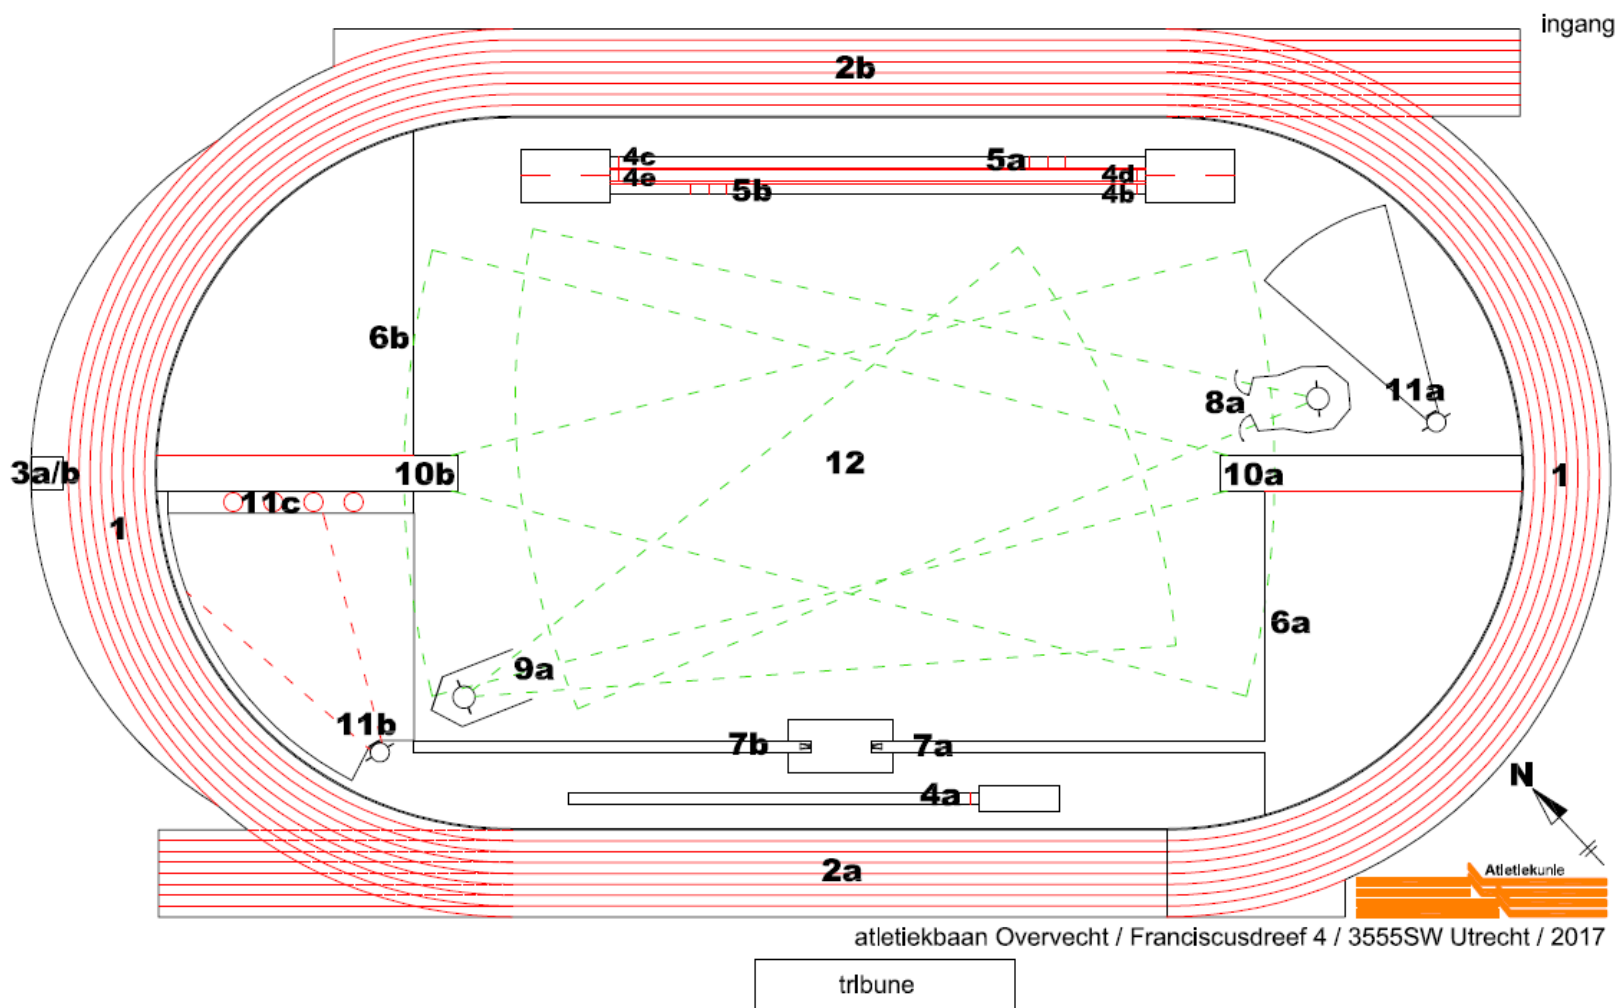 ingang
2b
4c
5a
4e
4d
5b
4b
6b
11a
8a
3a/b
10b
12
10a
1
11c
1
6a
9a
11b
7b
7a
N
4a
2a
Atletiekunie
atletiekbaan Overvecht / Franciscusdreef 4 / 3555SW Utrecht / 2017
tribune